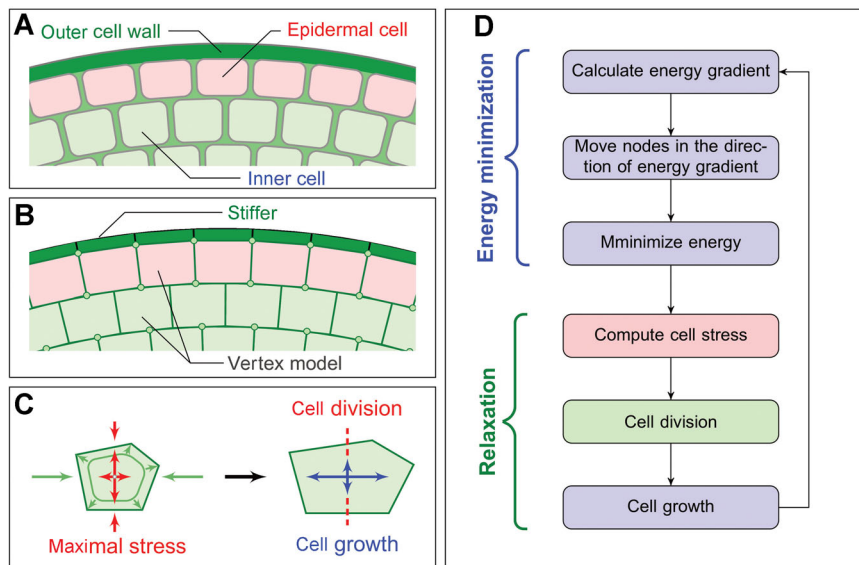 A
Outer cell wall
Epidermal cell
Inner cell
B
Stiffer
Vertex model
C
Cell division
Maximal stress
Cell growth
D
Energy minimization
Calculate energy gradient
Move nodes in the direc-
tion of energy gradient
Mminimize energy
Relaxation
Compute cell stress
Cell division
Cell growth